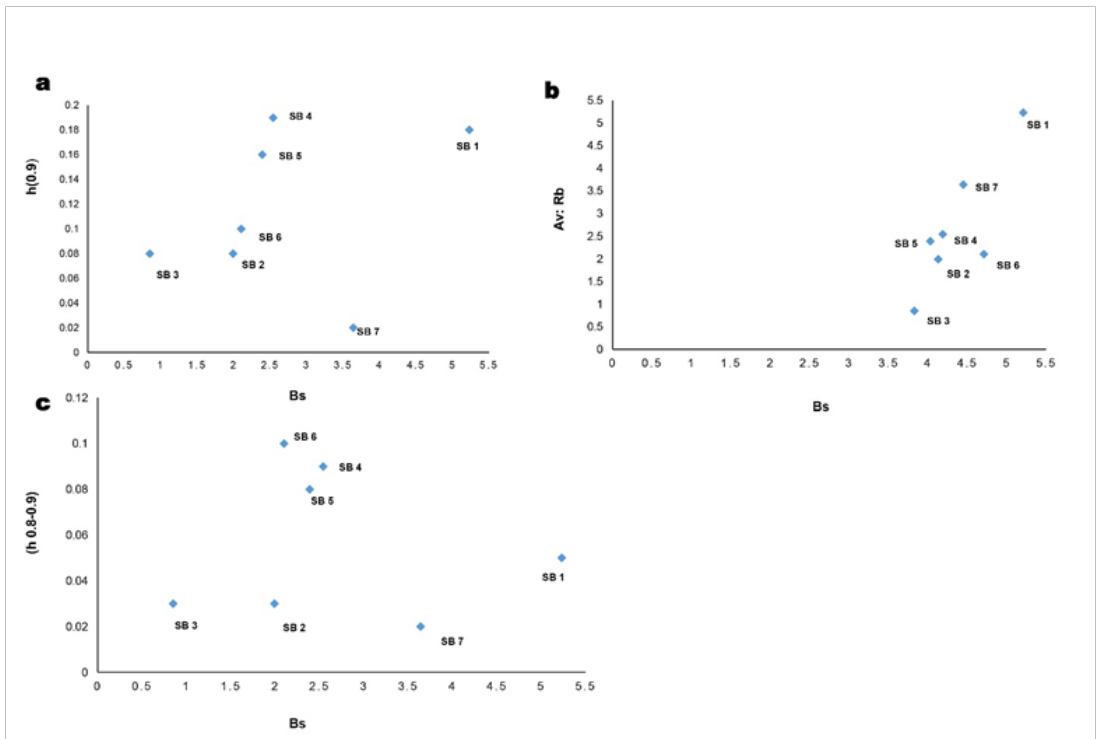 a
0.2
0.18
0.16
0.14
0.12
0.1
0.08
0.06
0.04
0.02
0
h(0.9)
SB 4
SB 1
SB 5
SB 6
SB 2
SB 3
SB 7
0 0.5 1 1.5 2 2.5 3 3.5 4 4.5 5 5.5
Bs
b
5.5
5
4.5
4
3.5
3
2.5
2
1.5
1
0.5
0
Av: Rb
SB 1
SB 7
SB 5
SB 4
SB 2
SB 6
SB 3
0 0.5 1 1.5 2 2.5 3 3.5 4 4.5 5 5.5
Bs
c
0.12
0.1
0.08
0.06
0.04
0.02
0
(h 0.8-0.9)
SB 6
SB 4
SB 5
SB 1
SB 3
SB 2
SB 7
0 0.5 1 1.5 2 2.5 3 3.5 4 4.5 5 5.5
Bs